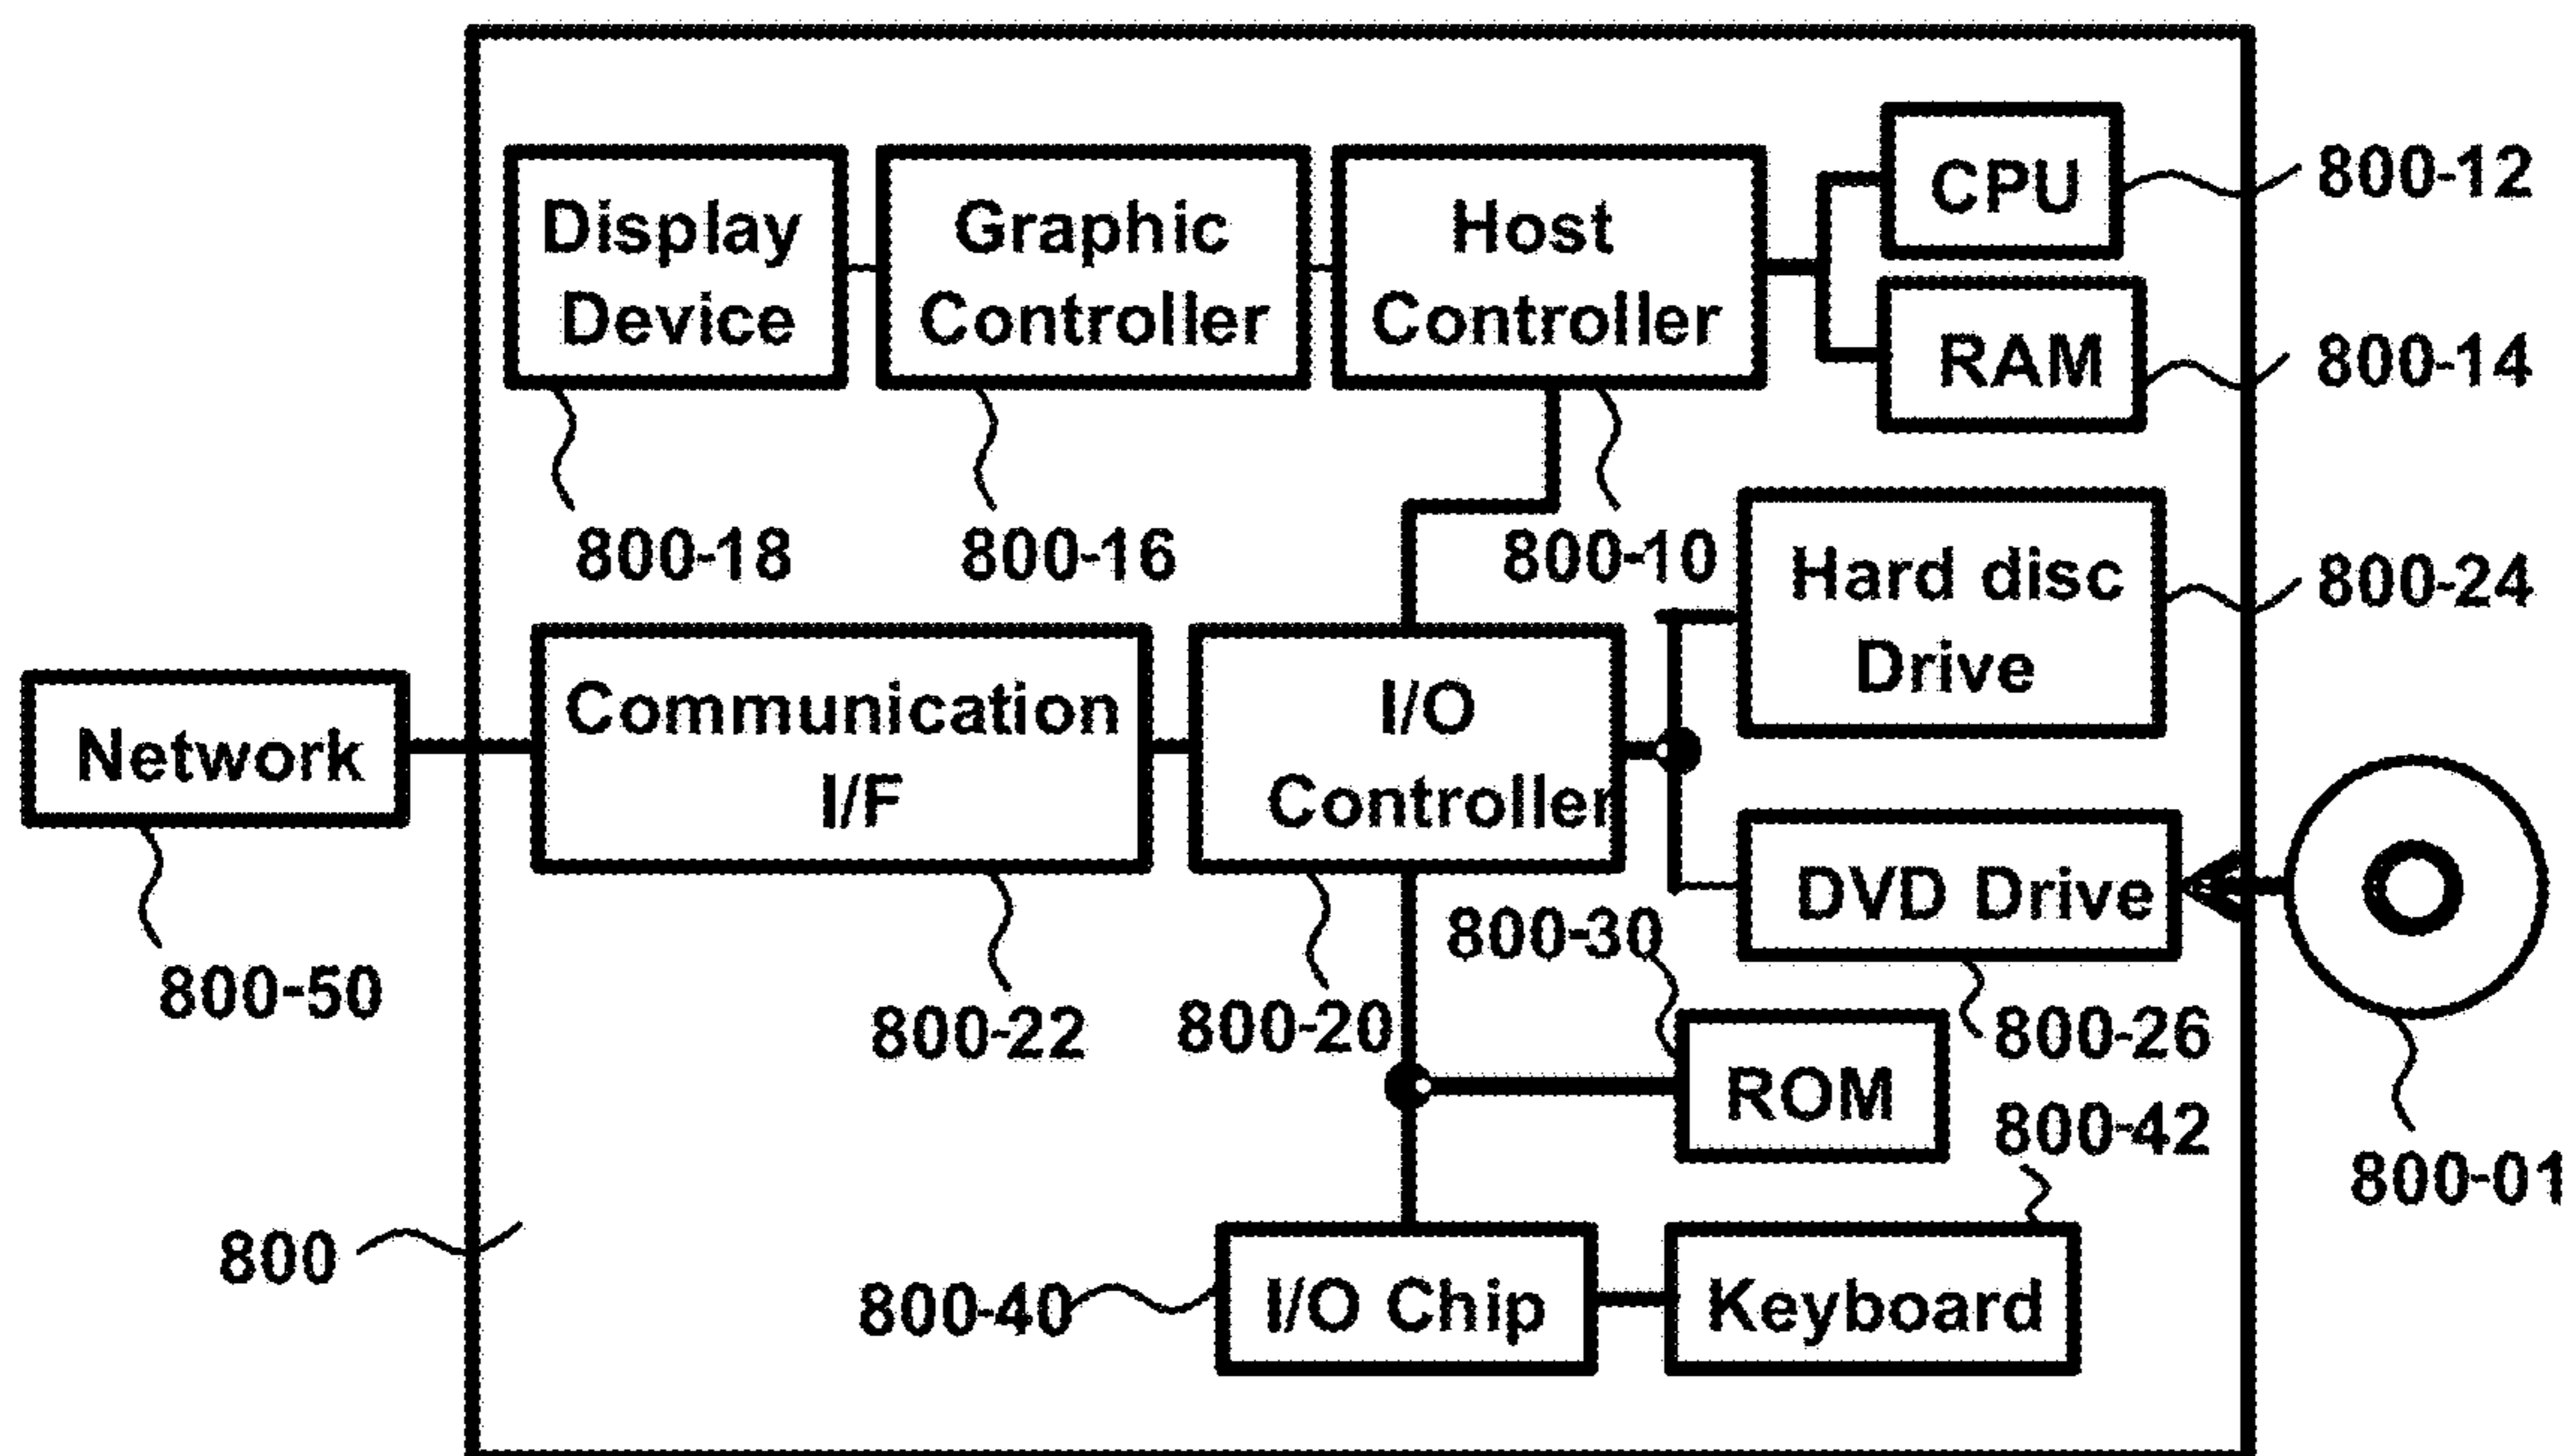 CPU
800-12
Display
Device
Graphic
Controller
Host
Controller
RAM
800-14
800-18
800-16
800-10
Hard disc
Drive
800-24
Network
Communication
I/F
I/O
Controller
DVD Drive
800-30
800-50
800-22
800-20
800-26
ROM
800-42
800-01
800
800-40
I/O Chip
Keyboard